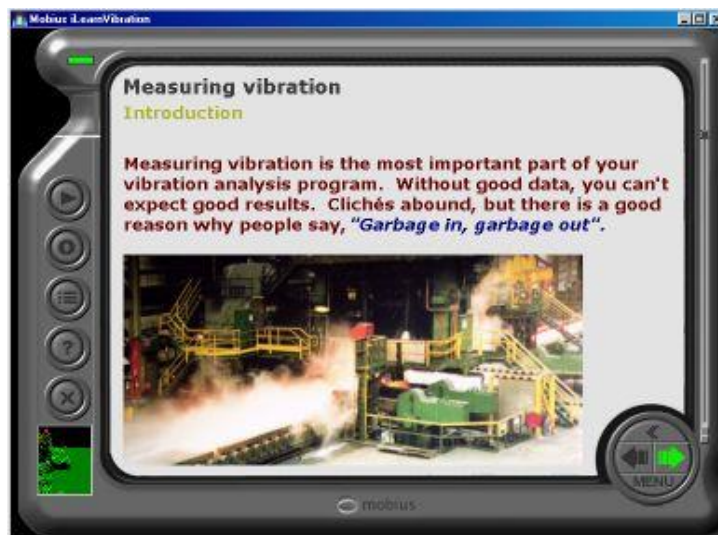 Mobius iLearnVibration
Measuring vibration
Introduction
Measuring vibration is the most important part of your
vibration analysis program.  Without good data, you can't
expect good results.  Clichés abound, but there is a good
reason why people say, "Garbage in, garbage out".
MENU
mobius